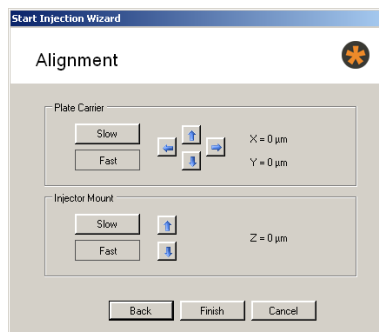 Start Injection Wizard
Alignment
Plate Carrier
Slow
Fast
X = 0 µm
Y = 0 µm
Injector Mount
Slow
Fast
Z = 0 µm
Back Finish Cancel